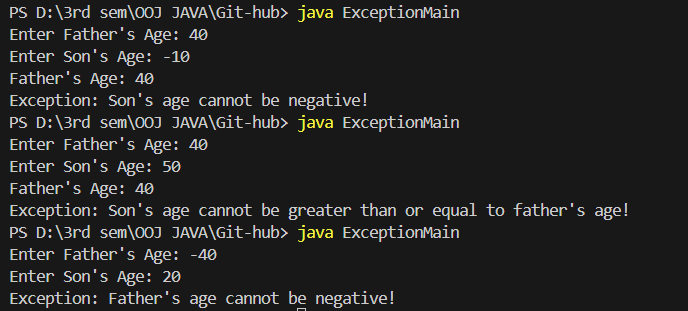 PS D:\3rd sem\OOJ JAVA\Git-hub> java ExceptionMain
Enter Father's Age: 40
Enter Son's Age: -10
Father's Age: 40
Exception: Son's age cannot be negative!
PS D:\3rd sem\OOJ JAVA\Git-hub> java ExceptionMain
Enter Father's Age: 40
Enter Son's Age: 50
Father's Age: 40
Exception: Son's age cannot be greater than or equal to father's age!
PS D:\3rd sem\OOJ JAVA\Git-hub> java ExceptionMain
Enter Father's Age: -40
Enter Son's Age: 20
Exception: Father's age cannot be negative!